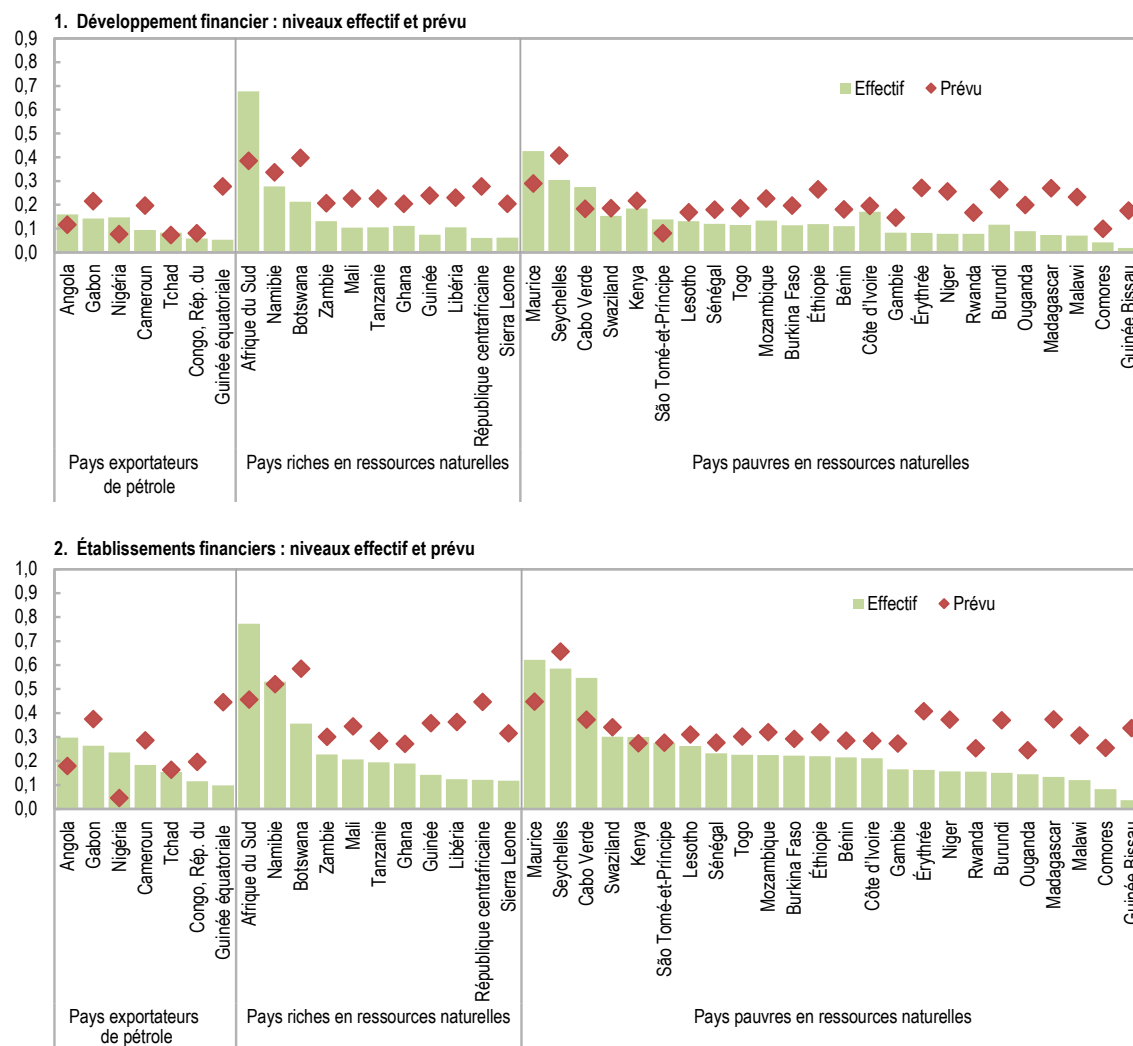 1. Développement financier : niveaux effectif et prévu
0,9
0,8
0,7
0,6
0,5
0,4
0,3
0,2
0,1
0,0
Effectif
Prévu
Angola
Gabon
Nigéria
Cameroun
Tchad
Congo, Rép. du
Guinée équatoriale
Afrique du Sud
Namibie
Botswana
Zambie
Mali
Tanzanie
Ghana
Guinée
Libéria
République centrafricaine
Sierra Leone
Maurice
Seychelles
Cabo Verde
Swaziland
Kenya
São Tomé-et-Príncipe
Lesotho
Sénégal
Togo
Mozambique
Burkina Faso
Éthiopie
Bénin
Côte d'Ivoire
Gambie
Érythrée
Niger
Rwanda
Burundi
Ouganda
Madagascar
Malawi
Comores
Guinée Bissau
Pays exportateurs
de pétrole
Pays riches en ressources naturelles
Pays pauvres en ressources naturelles
2. Établissements financiers : niveaux effectif et prévu
1,0
0,9
0,8
0,7
0,6
0,5
0,4
0,3
0,2
0,1
0,0
Effectif
Prévu
Angola
Gabon
Nigéria
Cameroun
Tchad
Congo, Rép. du
Guinée équatoriale
Afrique du Sud
Namibie
Botswana
Zambie
Mali
Tanzanie
Ghana
Guinée
Libéria
République centrafricaine
Sierra Leone
Maurice
Seychelles
Cabo Verde
Swaziland
Kenya
São Tomé-et-Príncipe
Lesotho
Sénégal
Togo
Mozambique
Burkina Faso
Éthiopie
Bénin
Côte d'Ivoire
Gambie
Érythrée
Niger
Rwanda
Burundi
Ouganda
Madagascar
Malawi
Comores
Guinée Bissau
Pays exportateurs
de pétrole
Pays riches en ressources naturelles
Pays pauvres en ressources naturelles